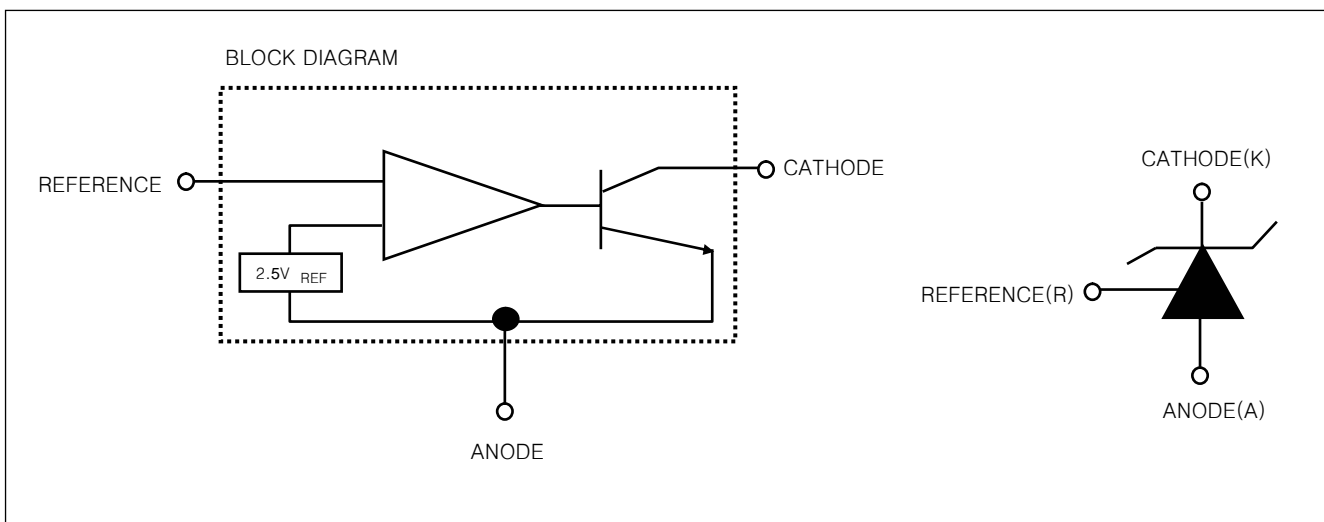 BLOCK DIAGRAM
REFERENCE
CATHODE
2.5V REF
ANODE
CATHODE(K)
REFERENCE(R)
ANODE(A)